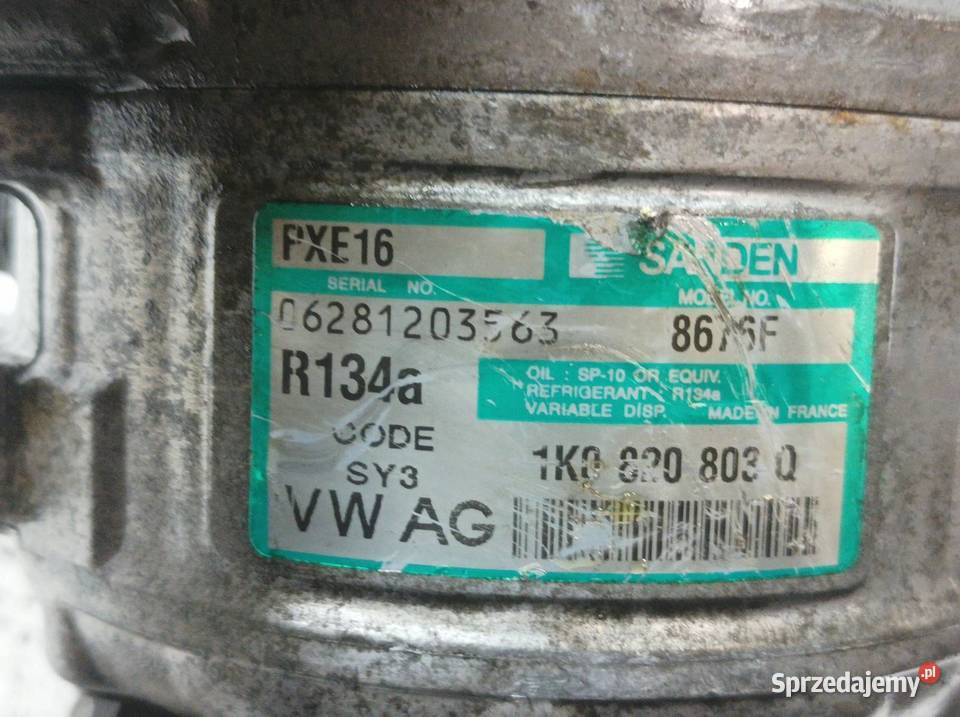 PXE16
SANDEN
SERIAL NO.
MODEL NO.
06281203563
8676F
R134a
OIL : SP-10 OR EQUIV.
REFRIGERANT : R134a
VARIABLE DISP. MADE IN FRANCE
CODE
SY3
1K0 820 803 Q
VW AG
Sprzedajemy.pl